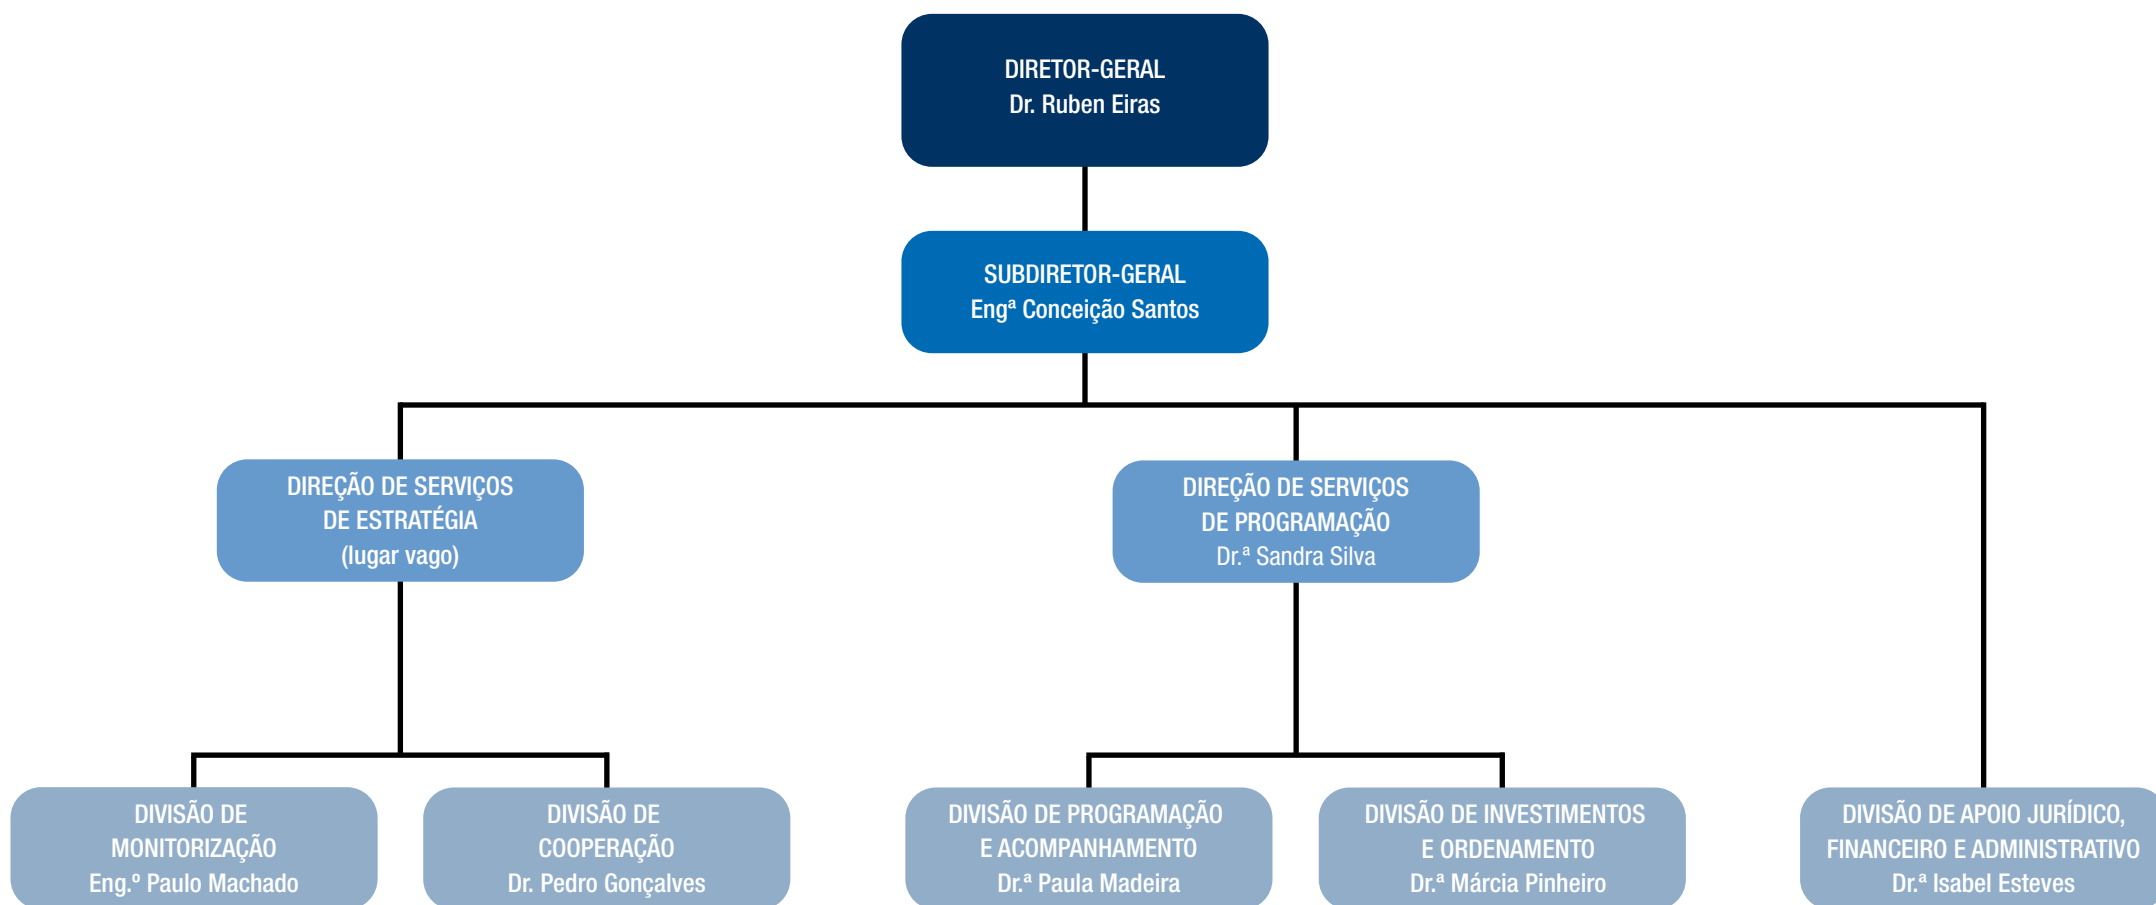 DIRETOR-GERAL
Dr. Ruben Eiras
SUBDIRETOR-GERAL
Engª Conceição Santos
DIREÇÃO DE SERVIÇOS
DE ESTRATÉGIA
(lugar vago)
DIREÇÃO DE SERVIÇOS
DE PROGRAMAÇÃO
Dr.ª Sandra Silva
DIVISÃO DE
MONITORIZAÇÃO
Eng.º Paulo Machado
DIVISÃO DE
COOPERAÇÃO
Dr. Pedro Gonçalves
DIVISÃO DE PROGRAMAÇÃO
E ACOMPANHAMENTO
Dr.ª Paula Madeira
DIVISÃO DE INVESTIMENTOS
E ORDENAMENTO
Dr.ª Márcia Pinheiro
DIVISÃO DE APOIO JURÍDICO,
FINANCEIRO E ADMINISTRATIVO
Dr.ª Isabel Esteves